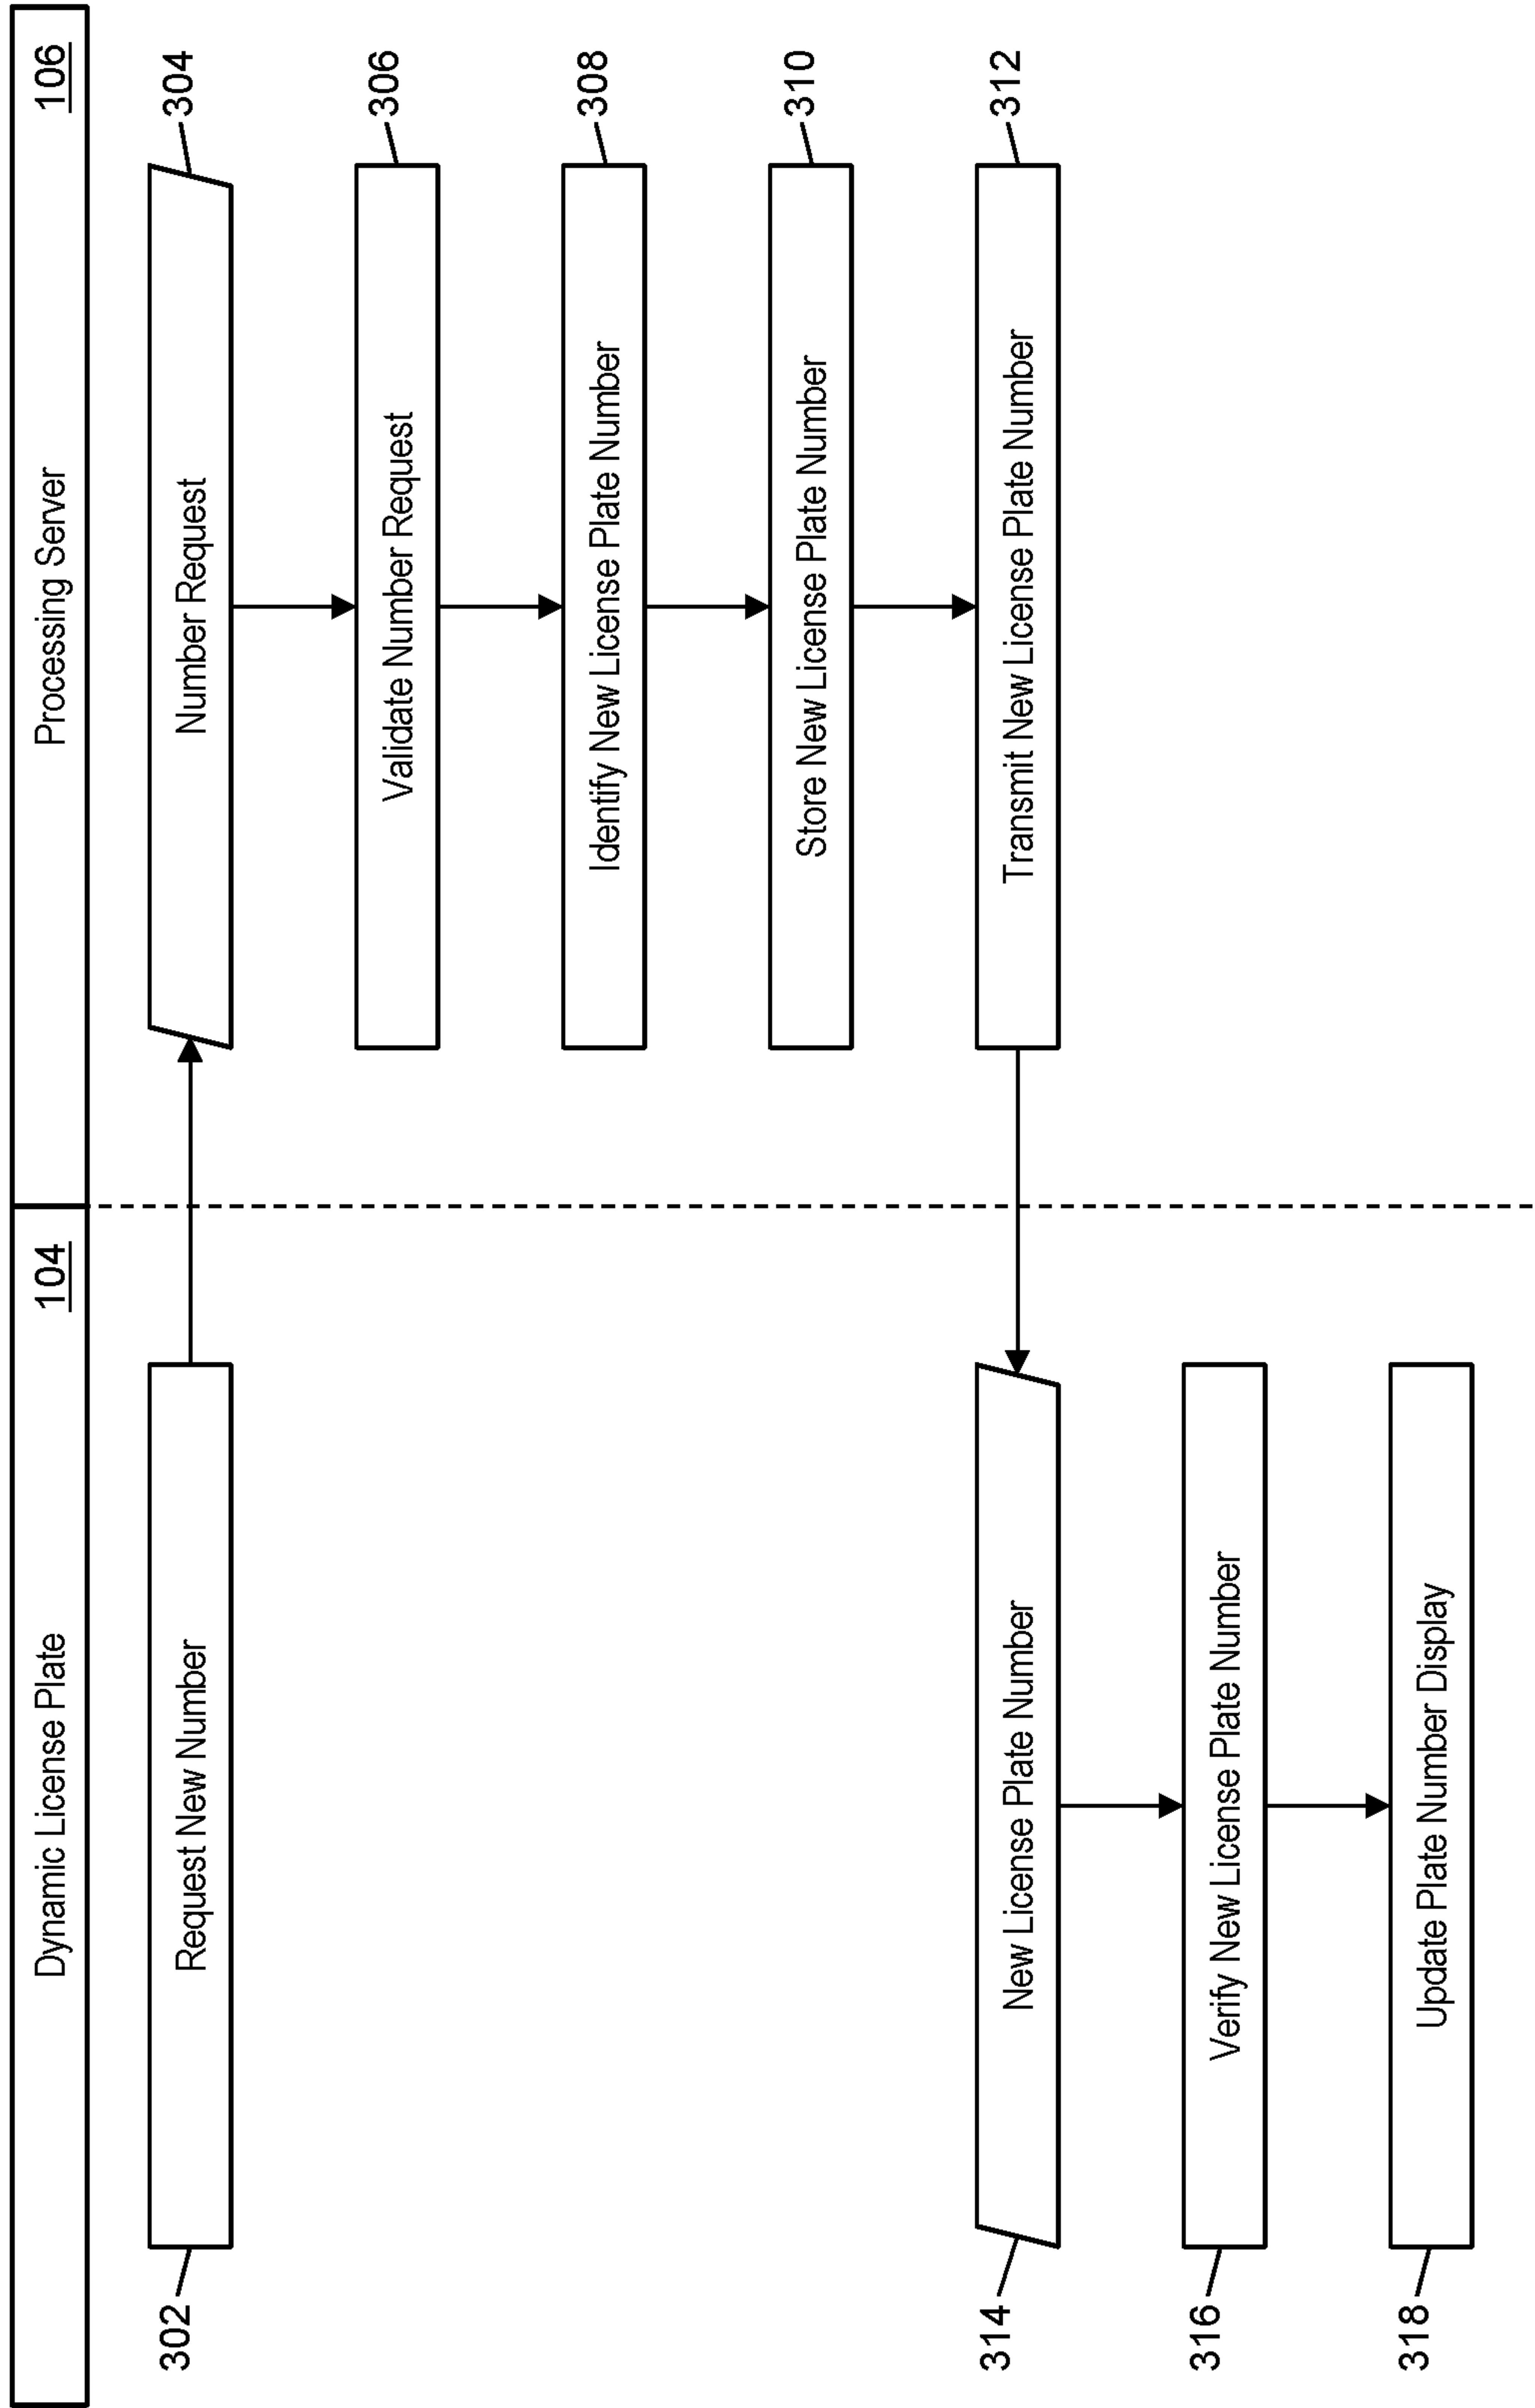 Dynamic License Plate
104
Processing Server
106
302
Request New Number
Number Request
304
Validate Number Request
306
Identify New License Plate Number
308
Store New License Plate Number
310
Transmit New License Plate Number
312
314
New License Plate Number
316
Verify New License Plate Number
318
Update Plate Number Display